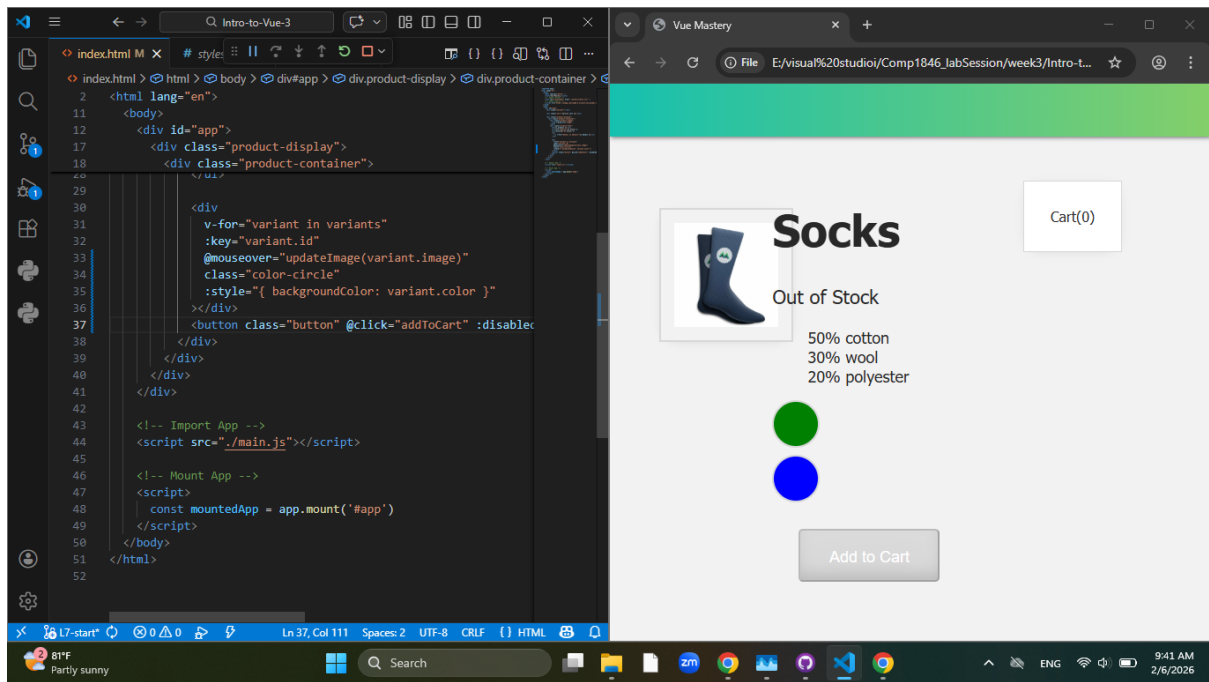 Intro-to-Vue-3
index.html M
# styles
index.html > html > body > div#app > div.product-display > div.product-container >
2 <html lang="en">
11 <body>
12 <div id="app">
17 <div class="product-display">
18 <div class="product-container">
28 </ul>
29
30 <div
31 v-for="variant in variants"
32 :key="variant.id"
33 @mouseover="updateImage(variant.image)"
34 class="color-circle"
35 :style="{ backgroundColor: variant.color }"
36 ></div>
37 <button class="button" @click="addToCart" :disabled
38 </div>
39 </div>
40 </div>
41 </div>
42
43 <!-- Import App -->
44 <script src="./main.js"></script>
45
46 <!-- Mount App -->
47 <script>
48 const mountedApp = app.mount('#app')
49 </script>
50 </body>
51 </html>
52
1
1
L7-start* 0 0 Ln 37, Col 111 Spaces: 2 UTF-8 CRLF {} HTML
Vue Mastery
File E:/visual%20studioi/Comp1846_labSession/week3/Intro-t...
Cart(0)
Socks
Out of Stock
50% cotton
30% wool
20% polyester
Add to Cart
2
81°F
Partly sunny
Search
zm
ENG
9:41 AM
2/6/2026